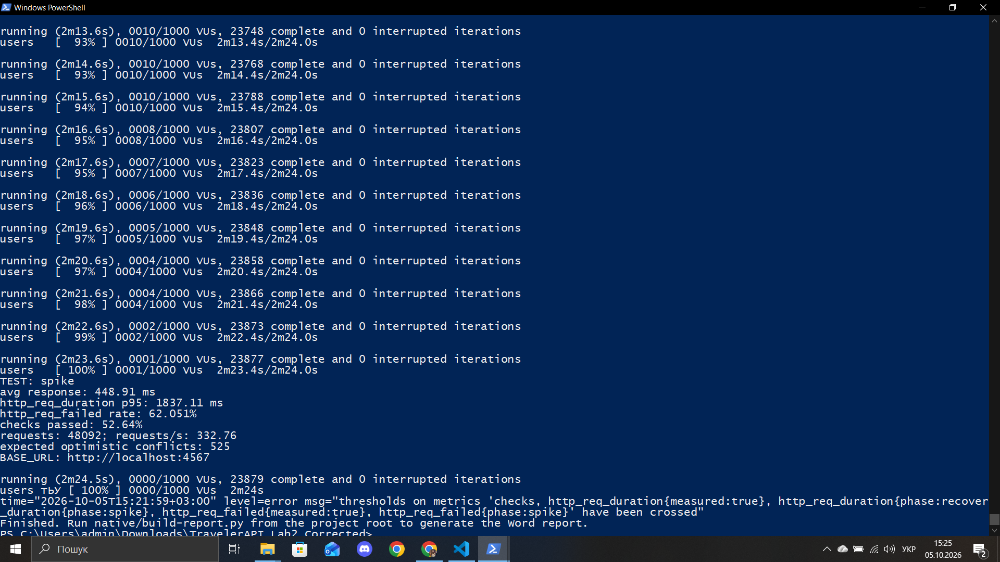 Windows PowerShell
running (2m13.6s), 0010/1000 VUs, 23748 complete and 0 interrupted iterations
users   [  93% ] 0010/1000 VUs  2m13.4s/2m24.0s
running (2m14.6s), 0010/1000 VUs, 23768 complete and 0 interrupted iterations
users   [  93% ] 0010/1000 VUs  2m14.4s/2m24.0s
running (2m15.6s), 0010/1000 VUs, 23788 complete and 0 interrupted iterations
users   [  94% ] 0010/1000 VUs  2m15.4s/2m24.0s
running (2m16.6s), 0008/1000 VUs, 23807 complete and 0 interrupted iterations
users   [  95% ] 0008/1000 VUs  2m16.4s/2m24.0s
running (2m17.6s), 0007/1000 VUs, 23823 complete and 0 interrupted iterations
users   [  95% ] 0007/1000 VUs  2m17.4s/2m24.0s
running (2m18.6s), 0006/1000 VUs, 23836 complete and 0 interrupted iterations
users   [  96% ] 0006/1000 VUs  2m18.4s/2m24.0s
running (2m19.6s), 0005/1000 VUs, 23848 complete and 0 interrupted iterations
users   [  97% ] 0005/1000 VUs  2m19.4s/2m24.0s
running (2m20.6s), 0004/1000 VUs, 23858 complete and 0 interrupted iterations
users   [  97% ] 0004/1000 VUs  2m20.4s/2m24.0s
running (2m21.6s), 0004/1000 VUs, 23866 complete and 0 interrupted iterations
users   [  98% ] 0004/1000 VUs  2m21.4s/2m24.0s
running (2m22.6s), 0002/1000 VUs, 23873 complete and 0 interrupted iterations
users   [  99% ] 0002/1000 VUs  2m22.4s/2m24.0s
running (2m23.6s), 0001/1000 VUs, 23877 complete and 0 interrupted iterations
users   [ 100% ] 0001/1000 VUs  2m23.4s/2m24.0s
TEST: spike
avg response: 448.91 ms
http_req_duration p95: 1837.11 ms
http_req_failed rate: 62.051%
checks passed: 52.64%
requests: 48092; requests/s: 332.76
expected optimistic conflicts: 525
BASE_URL: http://localhost:4567
running (2m24.5s), 0000/1000 VUs, 23879 complete and 0 interrupted iterations
users тЬУ [ 100% ] 0000/1000 VUs  2m24s
time="2026-10-05T15:21:59+03:00" level=error msg="thresholds on metrics 'checks, http_req_duration{measured:true}, http_req_duration{phase:recover
_duration{phase:spike}, http_req_failed{measured:true}, http_req_failed{phase:spike}' have been crossed"
Finished. Run native/build-report.py from the project root to generate the Word report.
PS C:\Users\admin\Downloads\TravelerAPI_Lab2_Corrected>
Пошук
УКР
15:25
05.10.2026
2